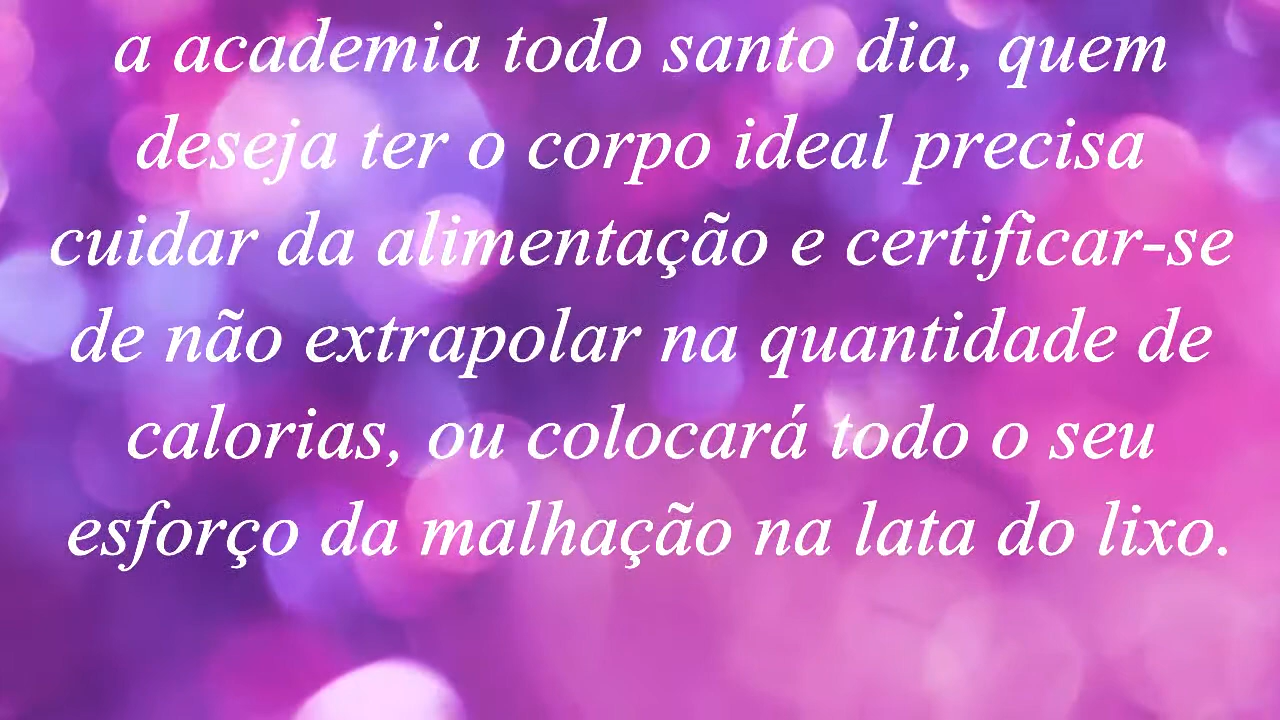 a academia todo santo dia, quem
deseja ter o corpo ideal precisa
cuidar da alimentação e certificar-se
de não extrapolar na quantidade de
calorias, ou colocará todo o seu
esforço da malhação na lata do lixo.